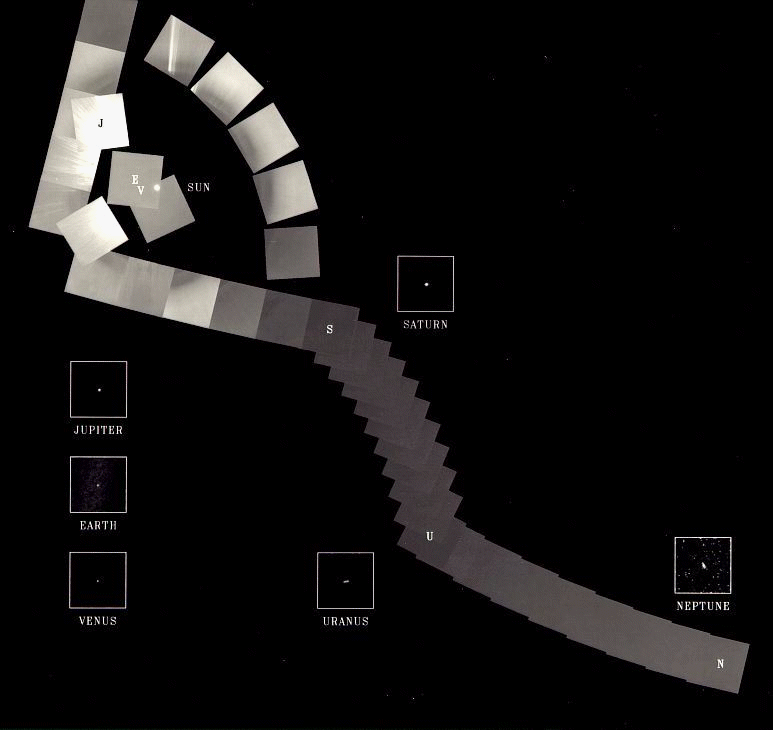 J
E
V
SUN
S
SATURN
JUPITER
EARTH
U
VENUS
URANUS
NEPTUNE
N